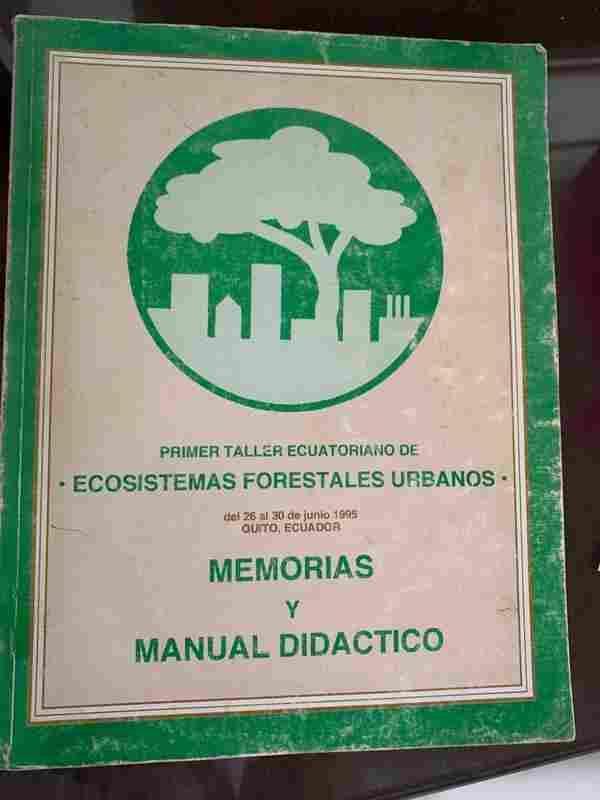 PRIMER TALLER ECUATORIANO DE
· ECOSISTEMAS FORESTALES URBANOS ·
del 26 al 30 de junio 1995
QUITO, ECUADOR
MEMORIAS
Y
MANUAL DIDACTICO